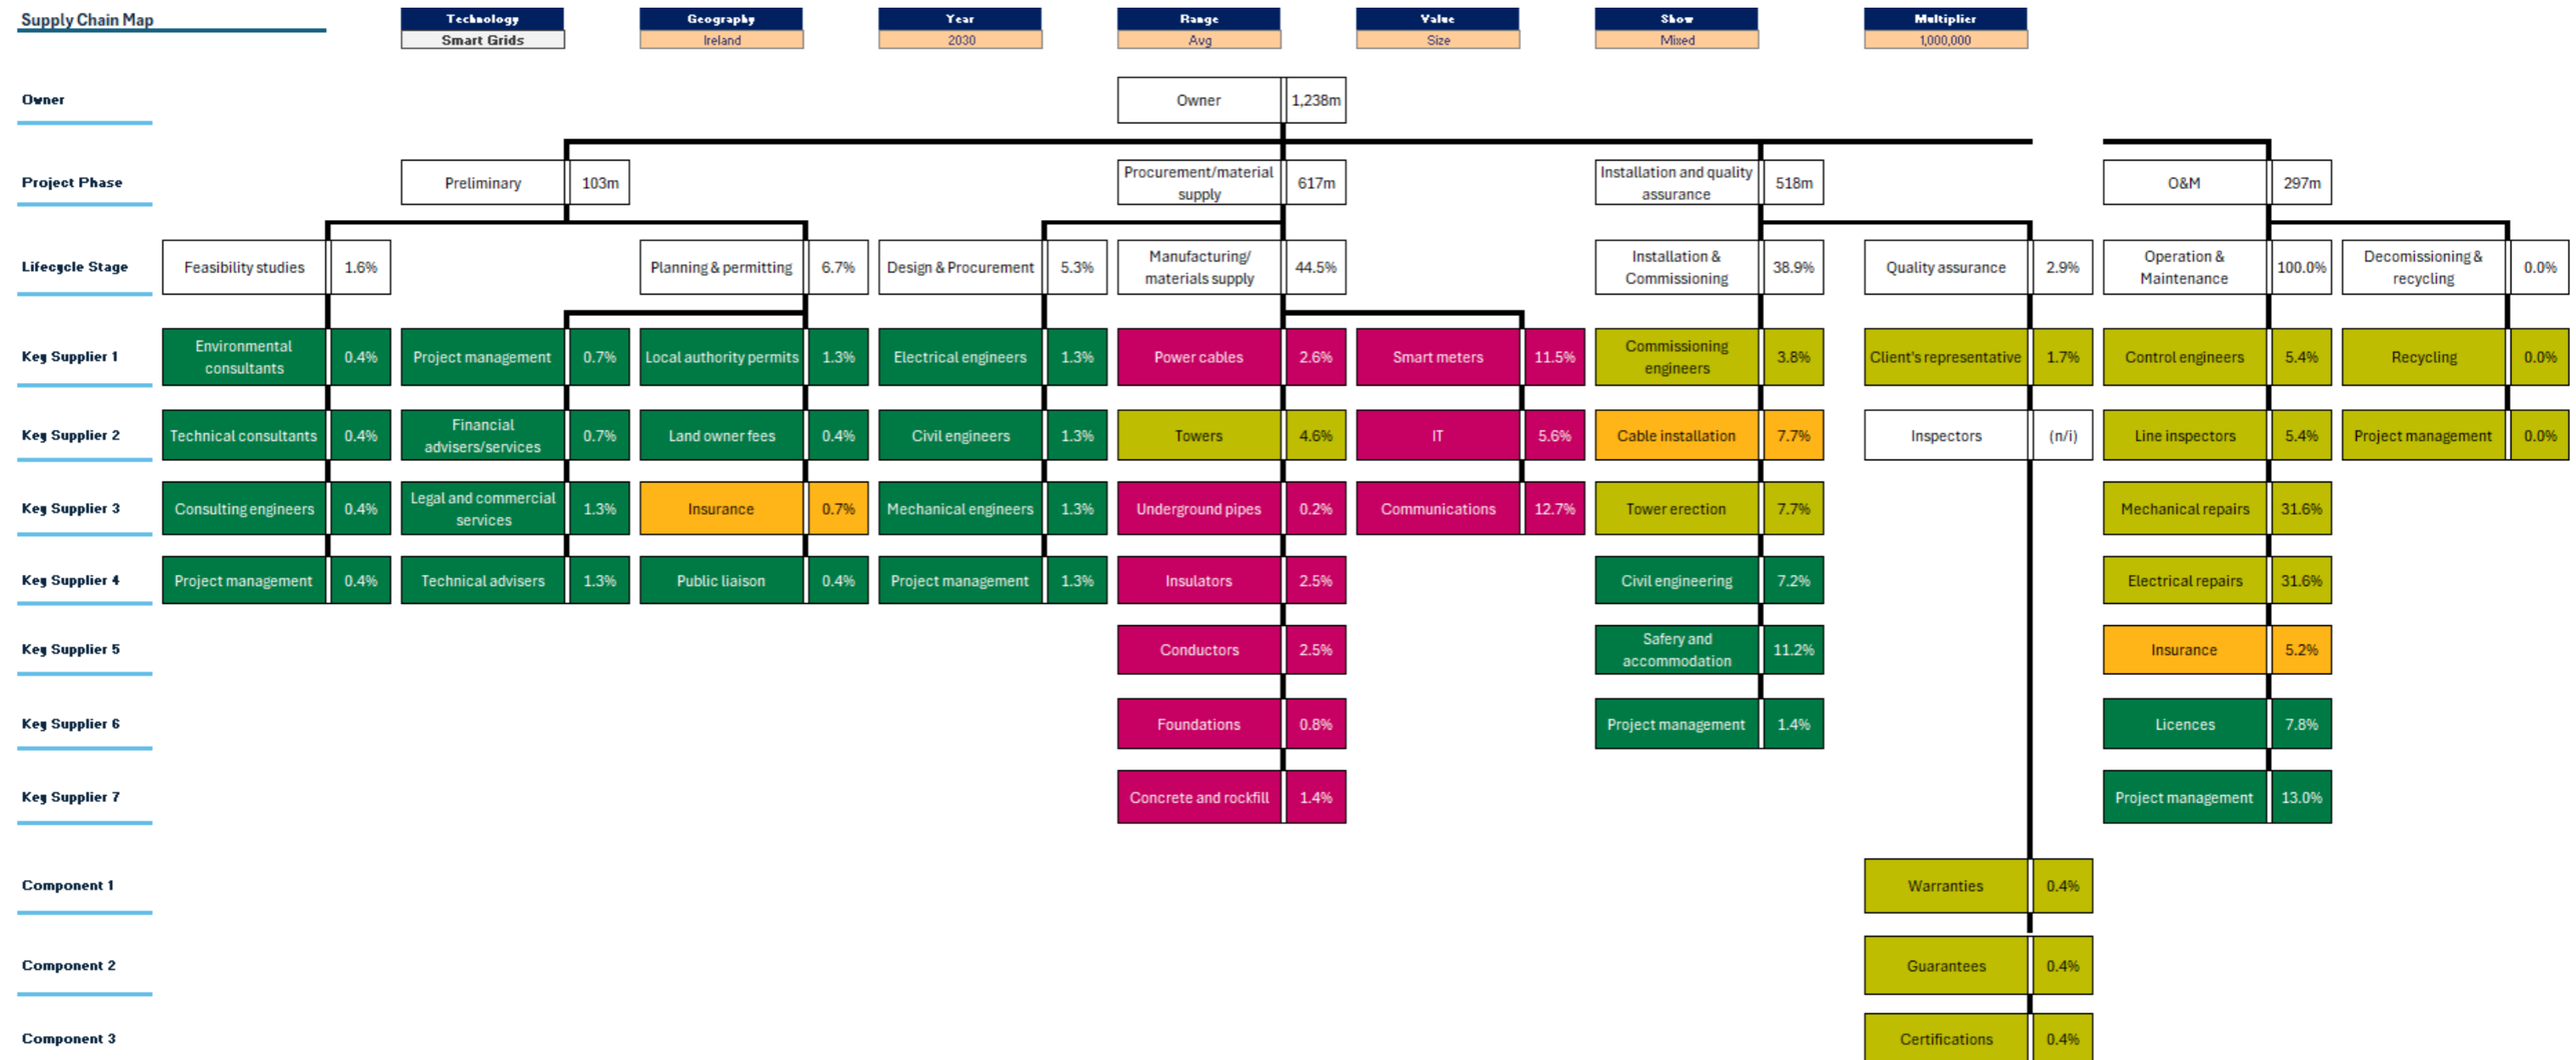 Supply Chain Map
Technology Geography Year Range Value Show Multiplier
Smart Grids Ireland 2030 Avg Size Mixed 1,000,000
Owner
Owner 1,238m
Project Phase
Preliminary 103m
Procurement/material
supply
617m
Installation and quality
assurance
518m
O&M 297m
Lifecycle Stage
Feasibility studies 1.6%
Planning & permitting 6.7%
Design & Procurement 5.3%
Manufacturing/
materials supply
44.5%
Installation &
Commissioning
38.9%
Quality assurance 2.9%
Operation &
Maintenance
100.0%
Decomissioning &
recycling
0.0%
Key Supplier 1
Environmental
consultants
0.4%
Project management 0.7%
Local authority permits 1.3%
Electrical engineers 1.3%
Power cables 2.6%
Smart meters 11.5%
Commissioning
engineers
3.8%
Client's representative 1.7%
Control engineers 5.4%
Recycling 0.0%
Key Supplier 2
Technical consultants 0.4%
Financial
advisers/services
0.7%
Land owner fees 0.4%
Civil engineers 1.3%
Towers 4.6%
IT 5.6%
Cable installation 7.7%
Inspectors (n/i)
Line inspectors 5.4%
Project management 0.0%
Key Supplier 3
Consulting engineers 0.4%
Legal and commercial
services
1.3%
Insurance 0.7%
Mechanical engineers 1.3%
Underground pipes 0.2%
Communications 12.7%
Tower erection 7.7%
Mechanical repairs 31.6%
Key Supplier 4
Project management 0.4%
Technical advisers 1.3%
Public liaison 0.4%
Project management 1.3%
Insulators 2.5%
Civil engineering 7.2%
Electrical repairs 31.6%
Key Supplier 5
Conductors 2.5%
Safery and
accommodation
11.2%
Insurance 5.2%
Key Supplier 6
Foundations 0.8%
Project management 1.4%
Licences 7.8%
Key Supplier 7
Concrete and rockfill 1.4%
Project management 13.0%
Component 1
Warranties 0.4%
Component 2
Guarantees 0.4%
Component 3
Certifications 0.4%